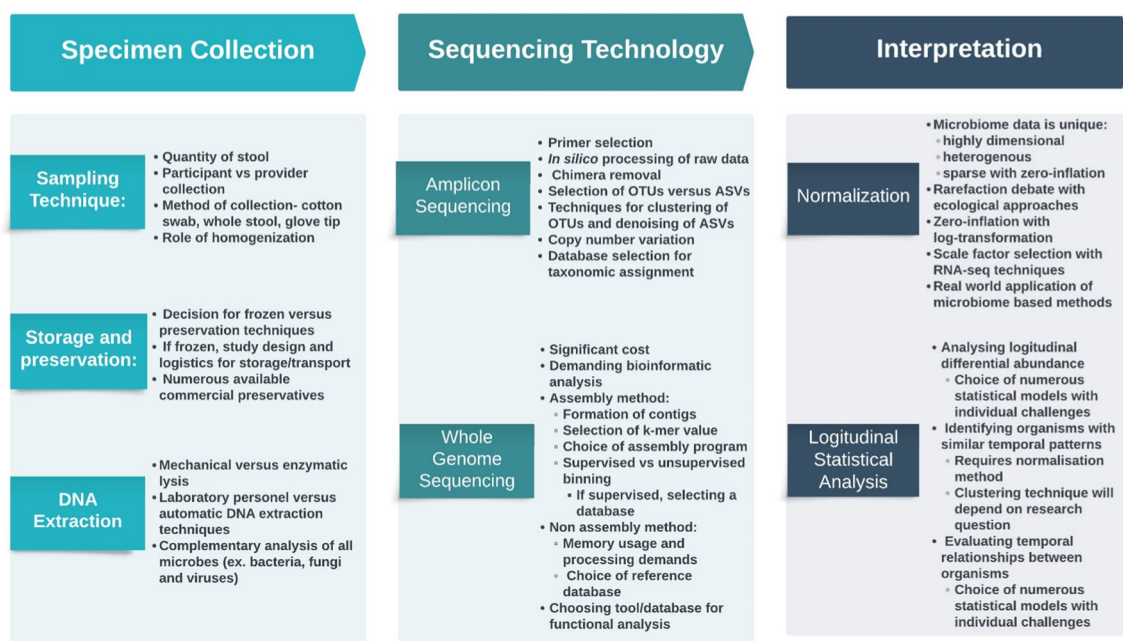 Specimen Collection
Sampling
Technique:
• Quantity of stool
• Participant vs provider
collection
• Method of collection- cotton
swab, whole stool, glove tip
• Role of homogenization
Storage and
preservation:
• Decision for frozen versus
preservation techniques
• If frozen, study design and
logistics for storage/transport
• Numerous available
commercial preservatives
DNA
Extraction
• Mechanical versus enzymatic
lysis
• Laboratory personel versus
automatic DNA extraction
techniques
• Complementary analysis of all
microbes (ex. bacteria, fungi
and viruses)
Sequencing Technology
Amplicon
Sequencing
• Primer selection
• In silico processing of raw data
• Chimera removal
• Selection of OTUs versus ASVs
• Techniques for clustering of
OTUs and denoising of ASVs
• Copy number variation
• Database selection for
taxonomic assignment
Whole
Genome
Sequencing
• Significant cost
• Demanding bioinformatic
analysis
• Assembly method:
◦ Formation of contigs
◦ Selection of k-mer value
◦ Choice of assembly program
◦ Supervised vs unsupervised
binning
▪ If supervised, selecting a
database
• Non assembly method:
◦ Memory usage and
processing demands
◦ Choice of reference
database
• Choosing tool/database for
functional analysis
Interpretation
Normalization
• Microbiome data is unique:
◦ highly dimensional
◦ heterogenous
◦ sparse with zero-inflation
• Rarefaction debate with
ecological approaches
• Zero-inflation with
log-transformation
• Scale factor selection with
RNA-seq techniques
• Real world application of
microbiome based methods
Logitudinal
Statistical
Analysis
• Analysing logitudinal
differential abundance
◦ Choice of numerous
statistical models with
individual challenges
• Identifying organisms with
similar temporal patterns
◦ Requires normalisation
method
◦ Clustering technique will
depend on research
question
• Evaluating temporal
relationships between
organisms
◦ Choice of numerous
statistical models with
individual challenges